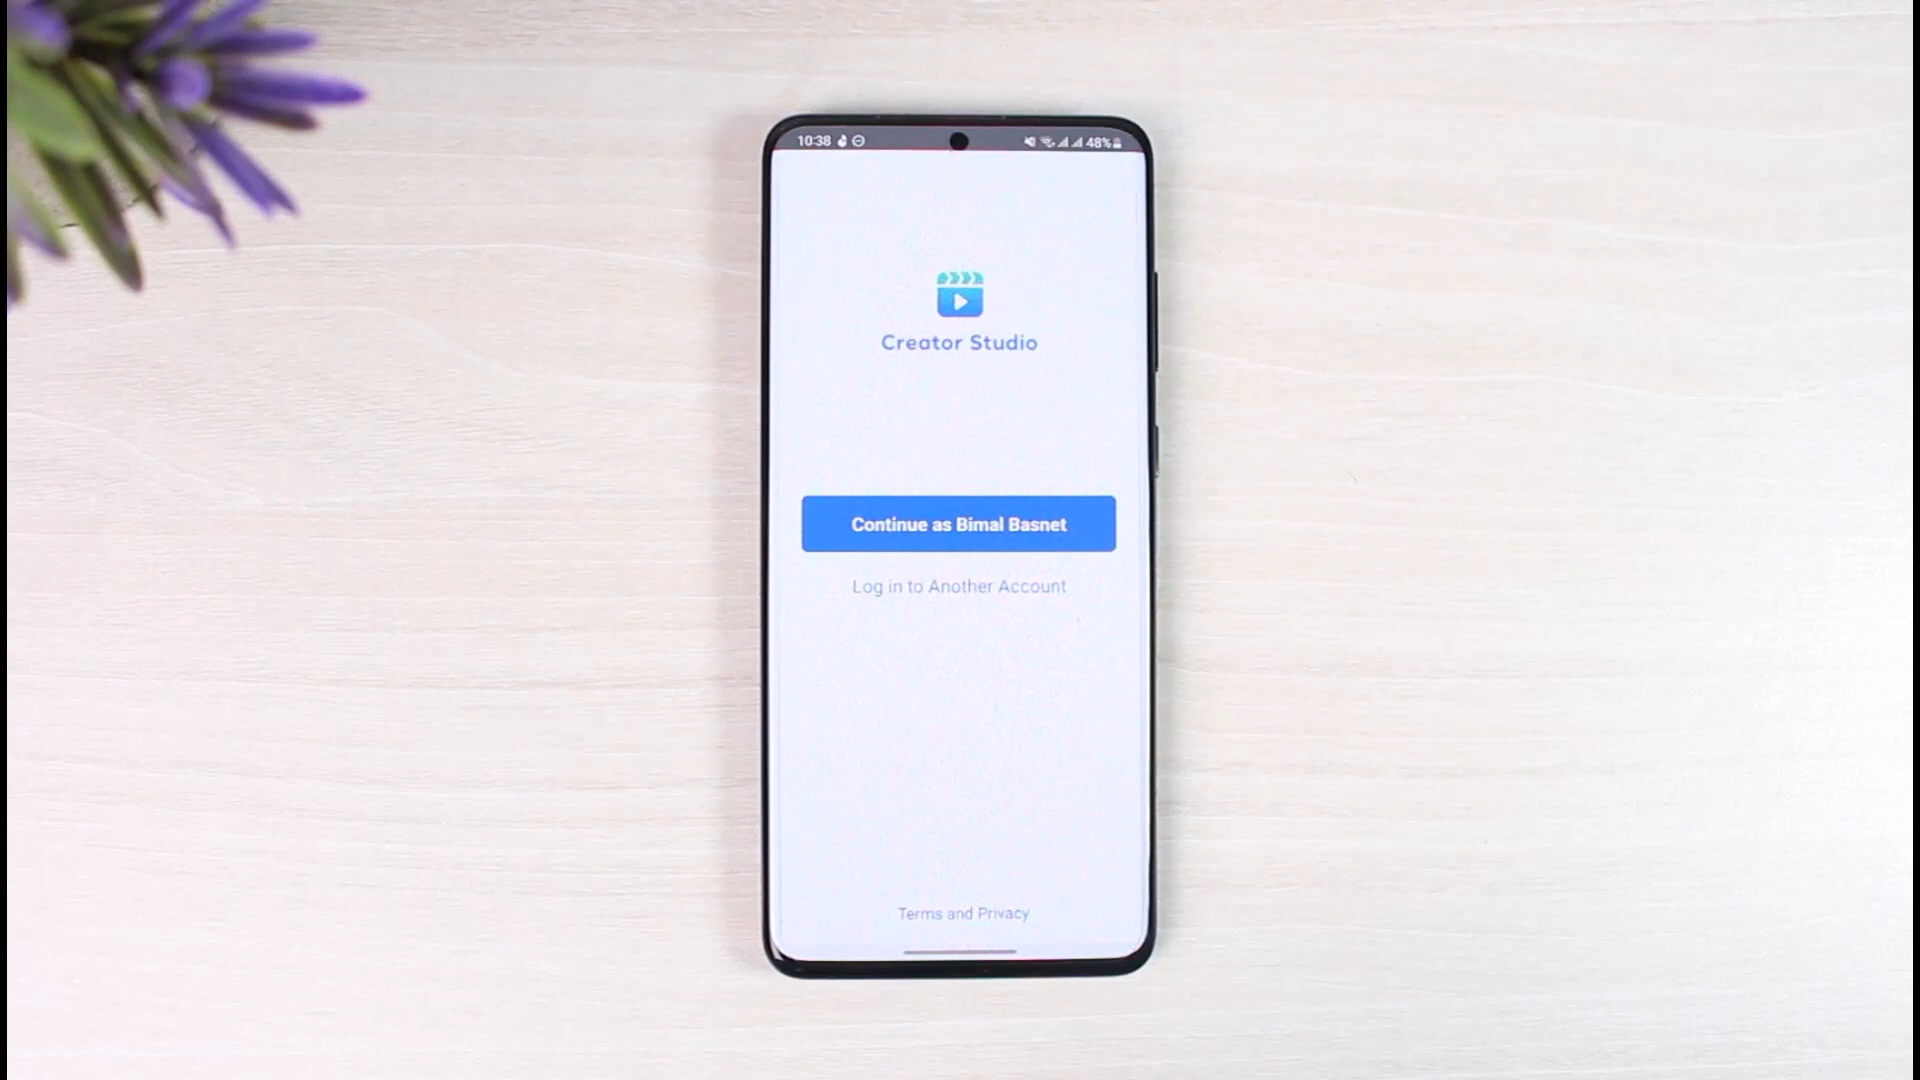 10:38 48%
Creator Studio
Continue as Bimal Basnet
Log in to Another Account
Terms and Privacy